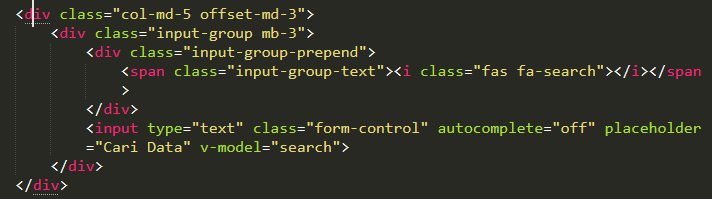 <div class="col-md-5 offset-md-3">
<div class="input-group mb-3">
<div class="input-group-prepend">
<span class="input-group-text"><i class="fas fa-search"></i></span
>
</div>
<input type="text" class="form-control" autocomplete="off" placeholder
="Cari Data" v-model="search">
</div>
</div>